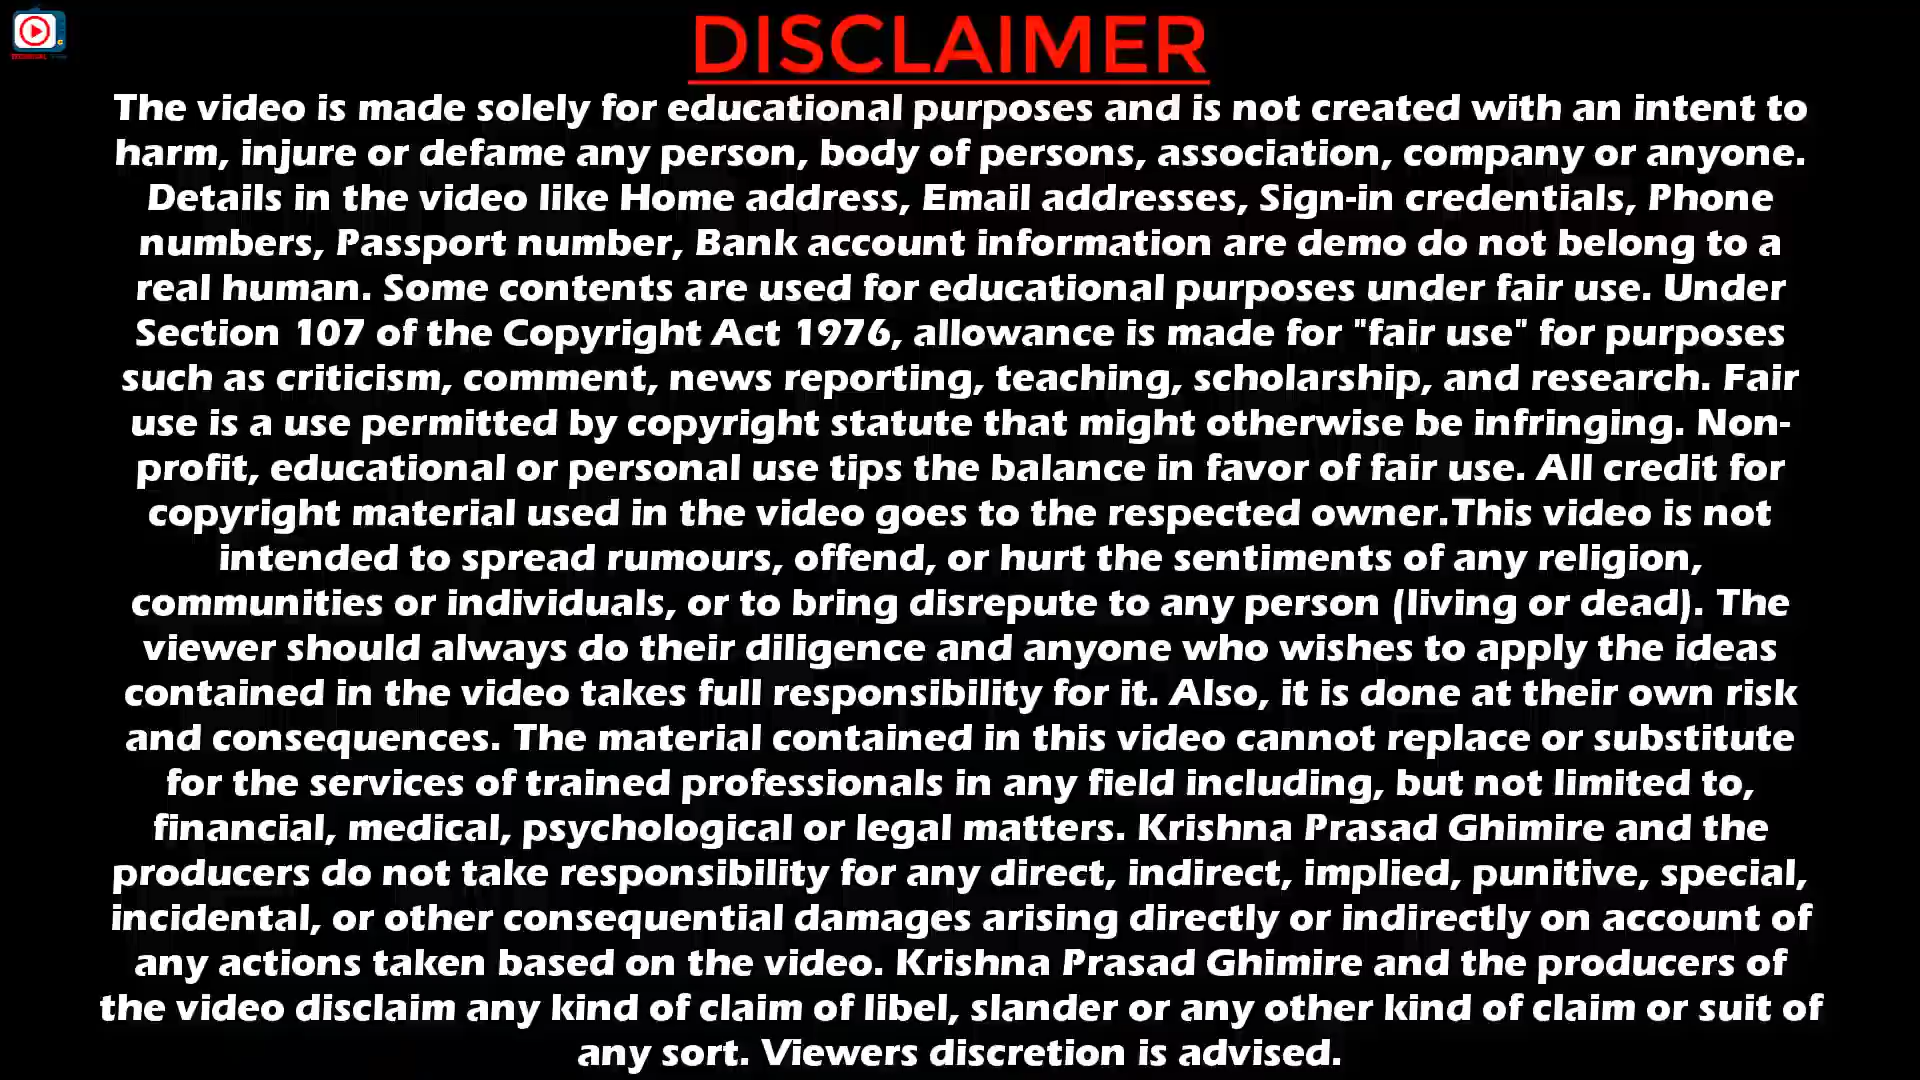 DISCLAIMER
The video is made solely for educational purposes and is not created with an intent to
harm, injure or defame any person, body of persons, association, company or anyone.
Details in the video like Home address, Email addresses, Sign-in credentials, Phone
numbers, Passport number, Bank account information are demo do not belong to a
real human. Some contents are used for educational purposes under fair use. Under
Section 107 of the Copyright Act 1976, allowance is made for "fair use" for purposes
such as criticism, comment, news reporting, teaching, scholarship, and research. Fair
use is a use permitted by copyright statute that might otherwise be infringing. Non-
profit, educational or personal use tips the balance in favor of fair use. All credit for
copyright material used in the video goes to the respected owner.This video is not
intended to spread rumours, offend, or hurt the sentiments of any religion,
communities or individuals, or to bring disrepute to any person (living or dead). The
viewer should always do their diligence and anyone who wishes to apply the ideas
contained in the video takes full responsibility for it. Also, it is done at their own risk
and consequences. The material contained in this video cannot replace or substitute
for the services of trained professionals in any field including, but not limited to,
financial, medical, psychological or legal matters. Krishna Prasad Ghimire and the
producers do not take responsibility for any direct, indirect, implied, punitive, special,
incidental, or other consequential damages arising directly or indirectly on account of
any actions taken based on the video. Krishna Prasad Ghimire and the producers of
the video disclaim any kind of claim of libel, slander or any other kind of claim or suit of
any sort. Viewers discretion is advised.